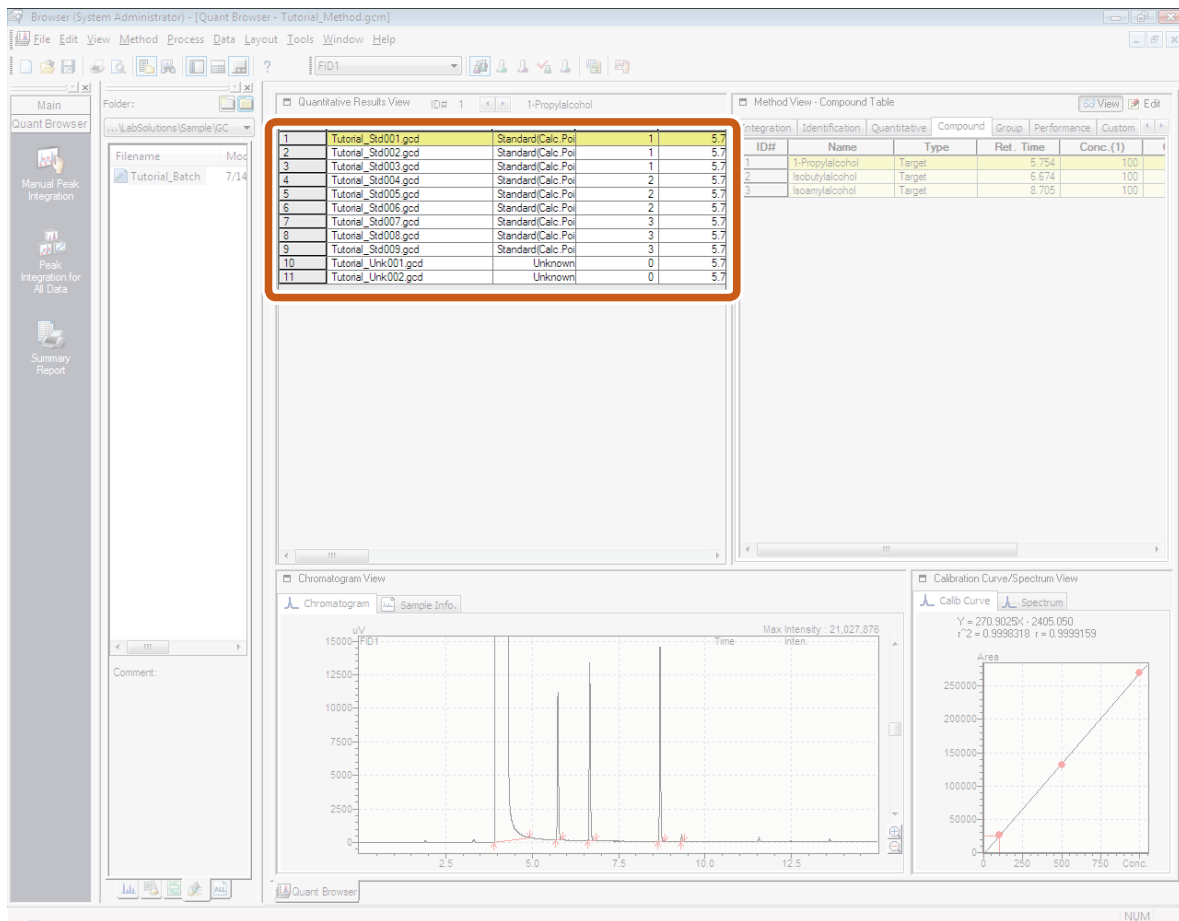 Browser (System Administrator) - [Quant Browser - Tutorial_Method.gcm]
File Edit View Method Process Data Layout Tools Window Help
FID1
Main
Quant Browser
Manual Peak
Integration
Peak
Integration for
All Data
Summary
Report
Folder:
...\LabSolutions\Sample\GC
Filename Mod
Tutorial_Batch 7/14
Comment:
Quantitative Results View ID# 1 1-Propylalcohol
1 Tutorial_Std001.gcd Standard(Calc.Poi 1 5.7
2 Tutorial_Std002.gcd Standard(Calc.Poi 1 5.7
3 Tutorial_Std003.gcd Standard(Calc.Poi 1 5.7
4 Tutorial_Std004.gcd Standard(Calc.Poi 2 5.7
5 Tutorial_Std005.gcd Standard(Calc.Poi 2 5.7
6 Tutorial_Std006.gcd Standard(Calc.Poi 2 5.7
7 Tutorial_Std007.gcd Standard(Calc.Poi 3 5.7
8 Tutorial_Std008.gcd Standard(Calc.Poi 3 5.7
9 Tutorial_Std009.gcd Standard(Calc.Poi 3 5.7
10 Tutorial_Unk001.gcd Unknown 0 5.7
11 Tutorial_Unk002.gcd Unknown 0 5.7
Method View - Compound Table View Edit
Integration Identification Quantitative Compound Group Performance Custom
ID# Name Type Ret. Time Conc.(1)
1 1-Propylalcohol Target 5.754 100
2 Isobutylalcohol Target 6.674 100
3 Isoamylalcohol Target 8.705 100
Chromatogram View
Chromatogram Sample Info.
uV Max Intensity : 21,027,876
FID1 Time Inten.
15000
12500
10000
7500
5000
2500
0
2.5 5.0 7.5 10.0 12.5
Calibration Curve/Spectrum View
Calib Curve Spectrum
Y = 270.9025X - 2405.050
r^2 = 0.9998318 r = 0.9999159
Area
250000
200000
150000
100000
50000
0
0 250 500 750 Conc.
ALL
Quant Browser
NUM